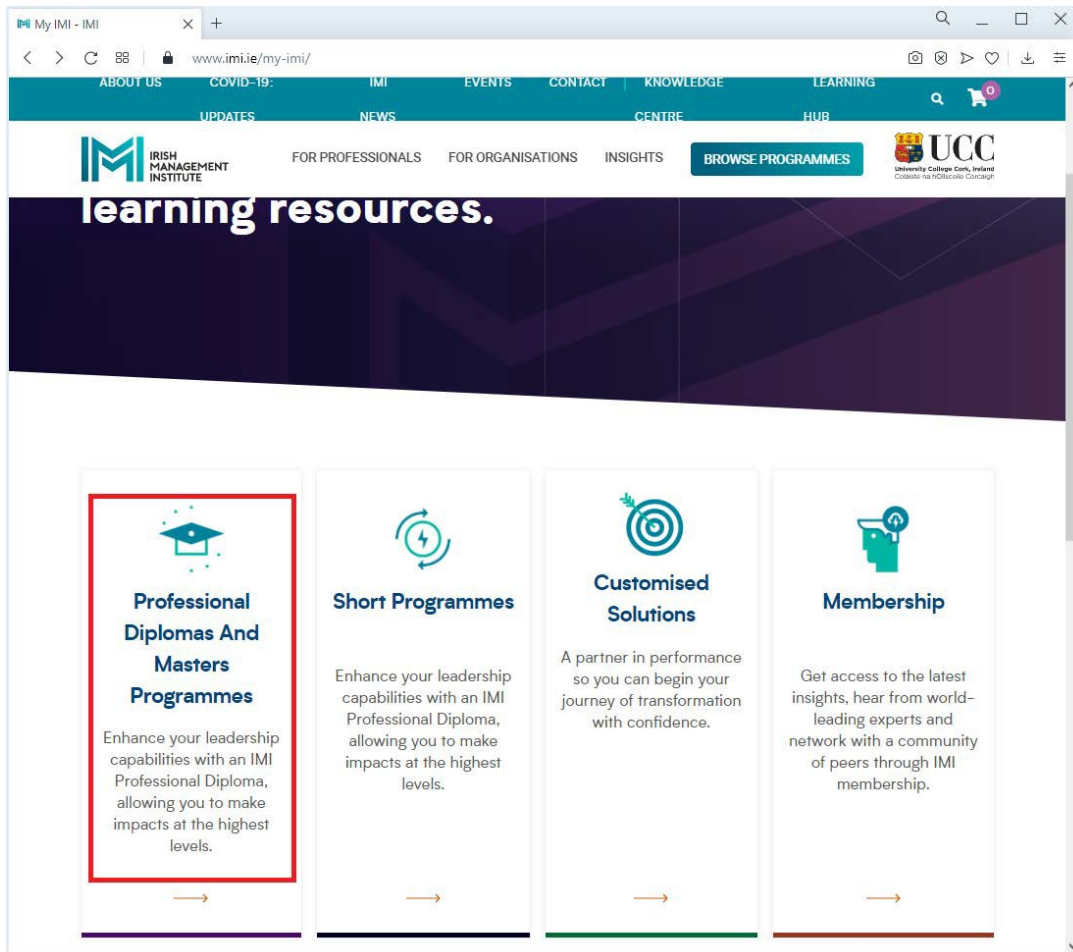 My IMI - IMI
www.imi.ie/my-imi/
ABOUT US COVID-19: IMI EVENTS CONTACT KNOWLEDGE LEARNING
UPDATES NEWS CENTRE HUB
0
IRISH
MANAGEMENT
INSTITUTE
FOR PROFESSIONALS FOR ORGANISATIONS INSIGHTS BROWSE PROGRAMMES
UCC
University College Cork, Ireland
Coláiste na hOllscoile Corcaigh
learning resources.
Professional
Diplomas And
Masters
Programmes
Enhance your leadership
capabilities with an IMI
Professional Diploma,
allowing you to make
impacts at the highest
levels.
Short Programmes
Enhance your leadership
capabilities with an IMI
Professional Diploma,
allowing you to make
impacts at the highest
levels.
Customised
Solutions
A partner in performance
so you can begin your
journey of transformation
with confidence.
Membership
Get access to the latest
insights, hear from world-
leading experts and
network with a community
of peers through IMI
membership.